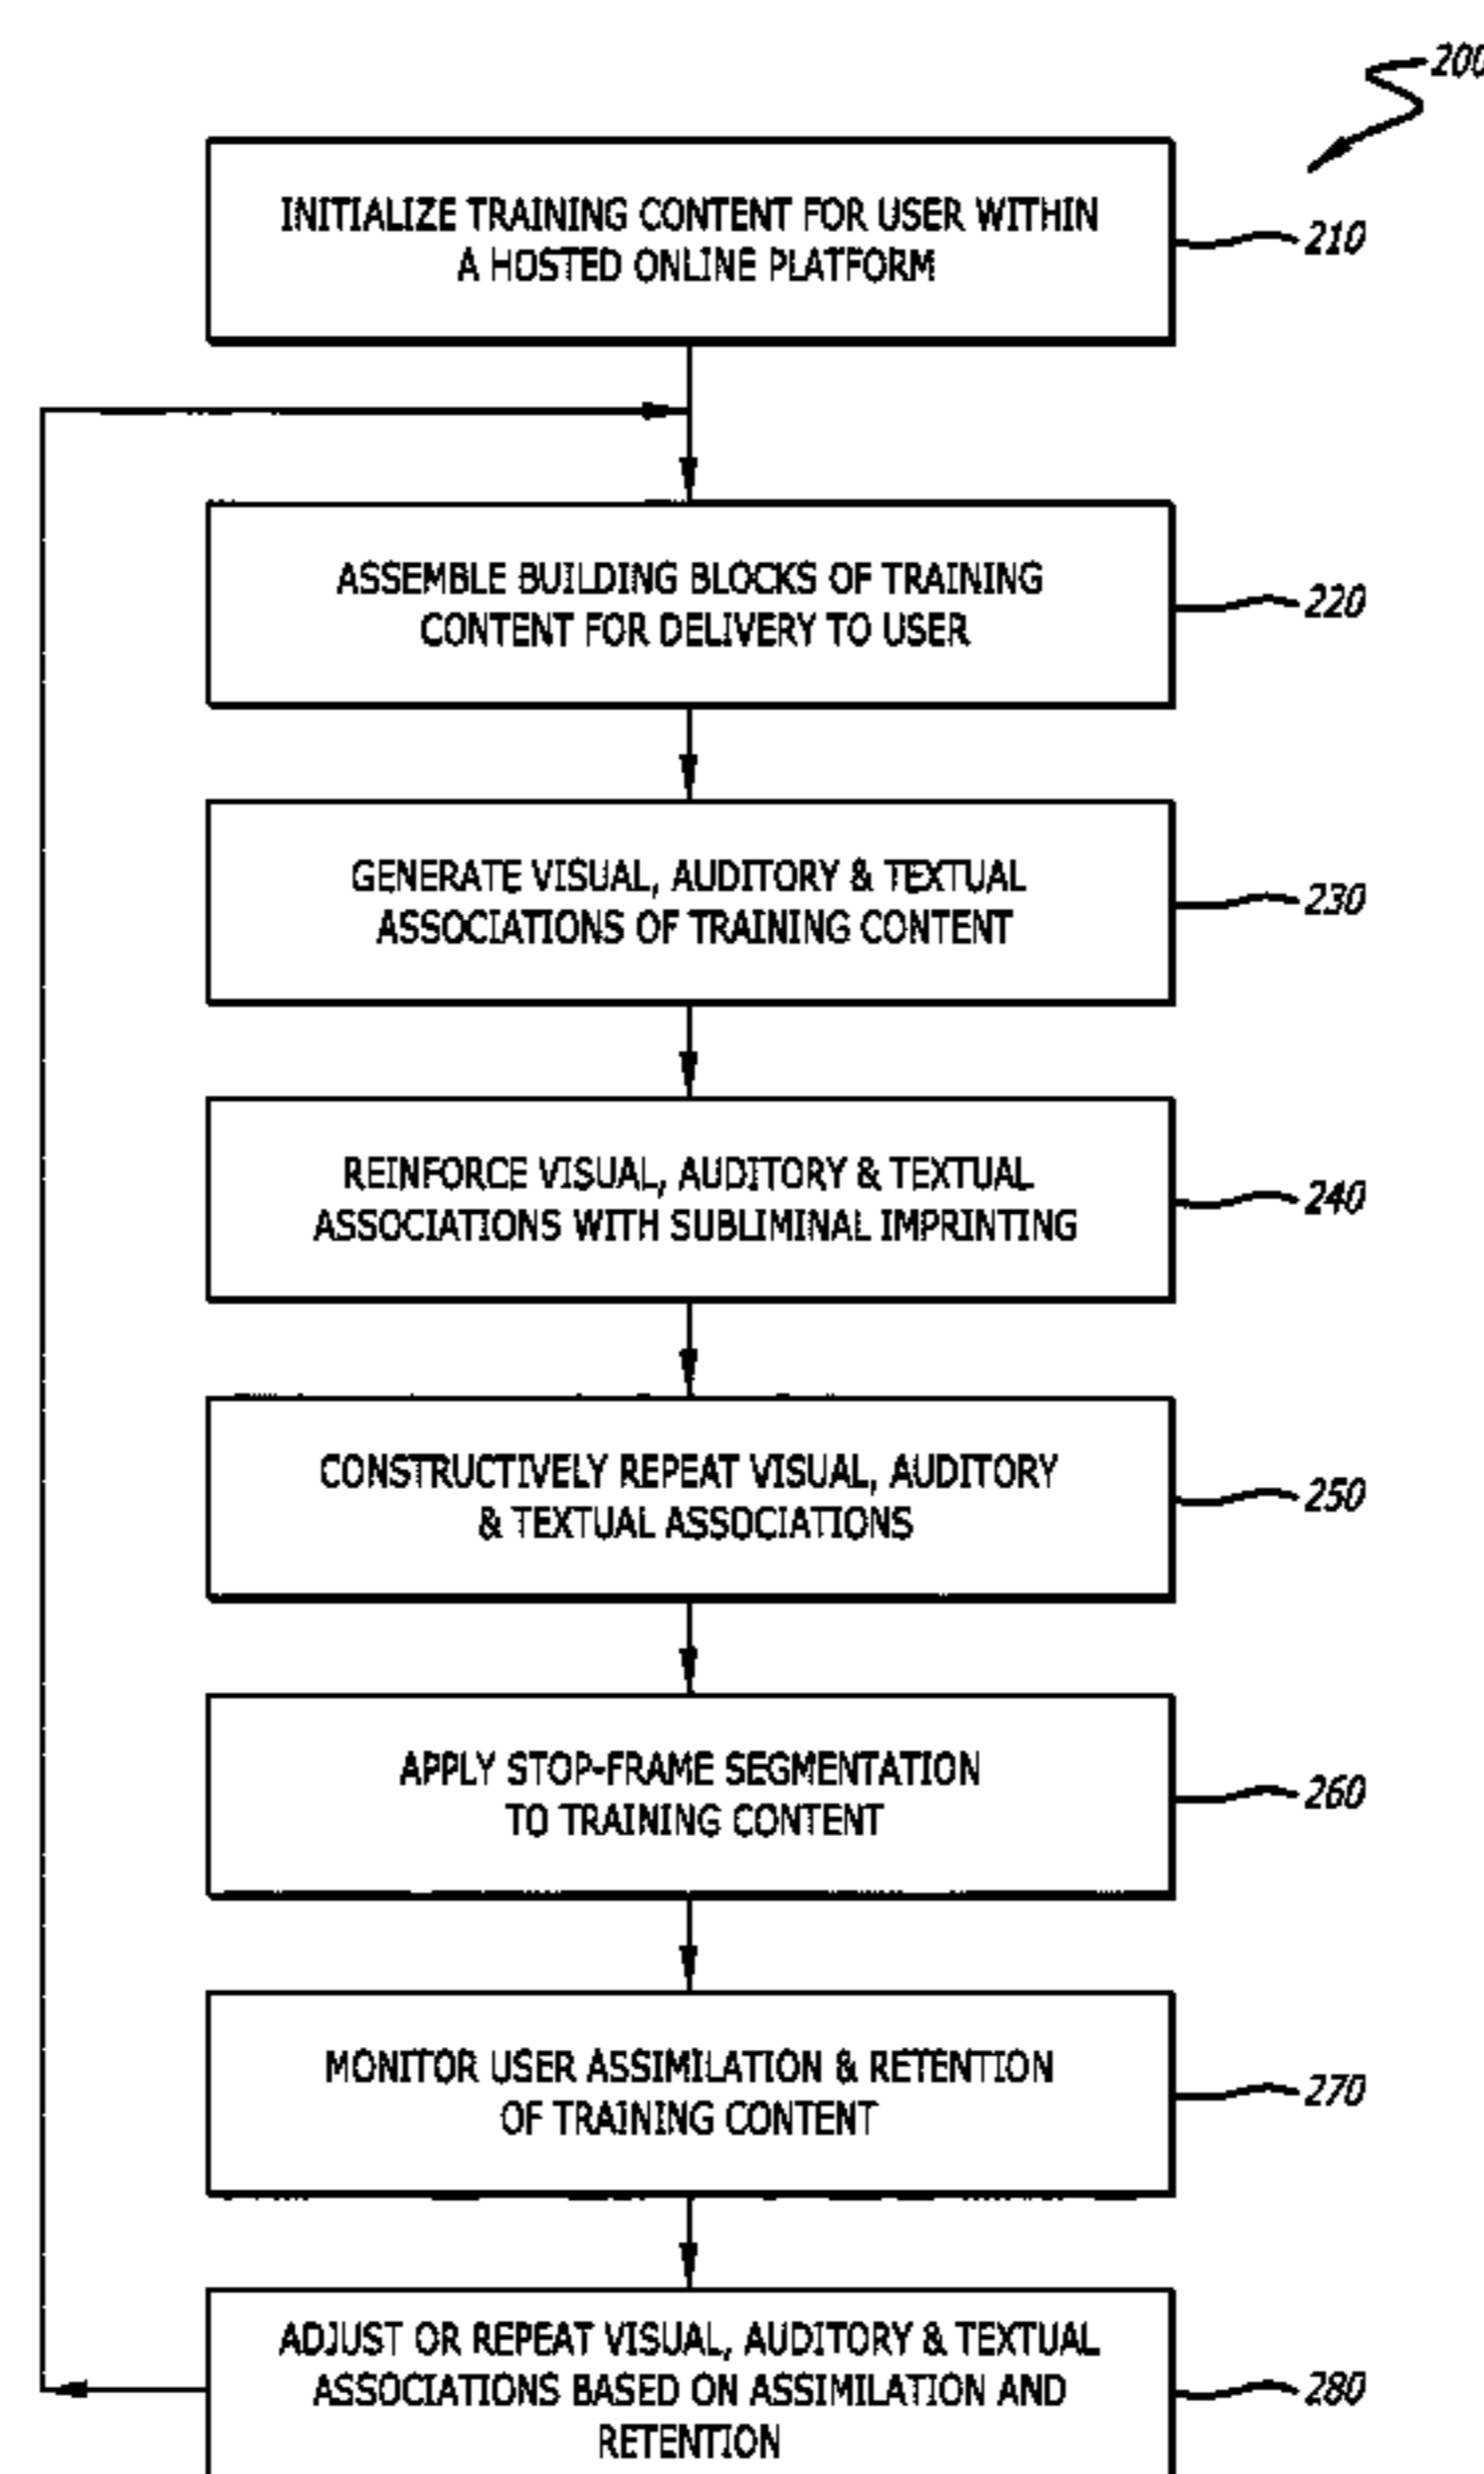 200
INITIALIZE TRAINING CONTENT FOR USER WITHIN
A HOSTED ONLINE PLATFORM
210
ASSEMBLE BUILDING BLOCKS OF TRAINING
CONTENT FOR DELIVERY TO USER
220
GENERATE VISUAL, AUDITORY & TEXTUAL
ASSOCIATIONS OF TRAINING CONTENT
230
REINFORCE VISUAL, AUDITORY & TEXTUAL
ASSOCIATIONS WITH SUBLIMINAL IMPRINTING
240
CONSTRUCTIVELY REPEAT VISUAL, AUDITORY
& TEXTUAL ASSOCIATIONS
250
APPLY STOP-FRAME SEGMENTATION
TO TRAINING CONTENT
260
MONITOR USER ASSIMILATION & RETENTION
OF TRAINING CONTENT
270
ADJUST OR REPEAT VISUAL, AUDITORY & TEXTUAL
ASSOCIATIONS BASED ON ASSIMILATION AND
RETENTION
280